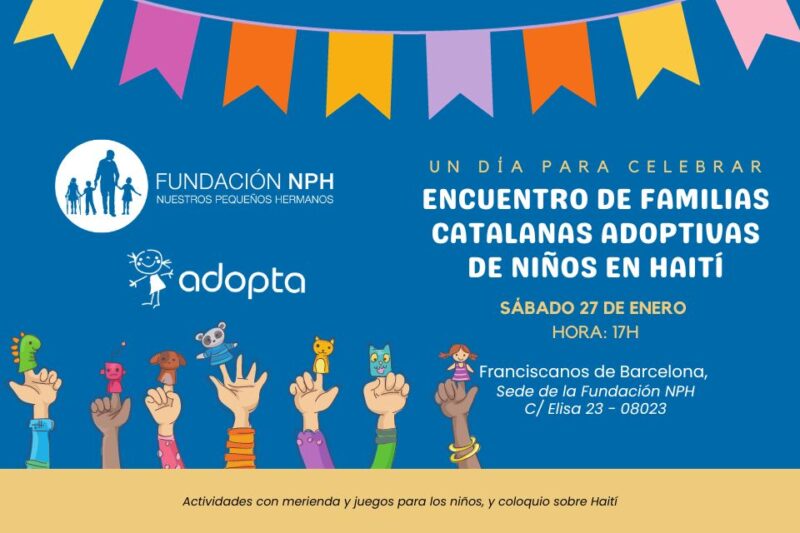 FUNDACIÓN NPH
NUESTROS PEQUEÑOS HERMANOS
adopta
UN DÍA PARA CELEBRAR
ENCUENTRO DE FAMILIAS
CATALANAS ADOPTIVAS
DE NIÑOS EN HAITÍ
SÁBADO 27 DE ENERO
HORA: 17H
Franciscanos de Barcelona,
Sede de la Fundación NPH
C/ Elisa 23 - 08023
Actividades con merienda y juegos para los niños, y coloquio sobre Haití